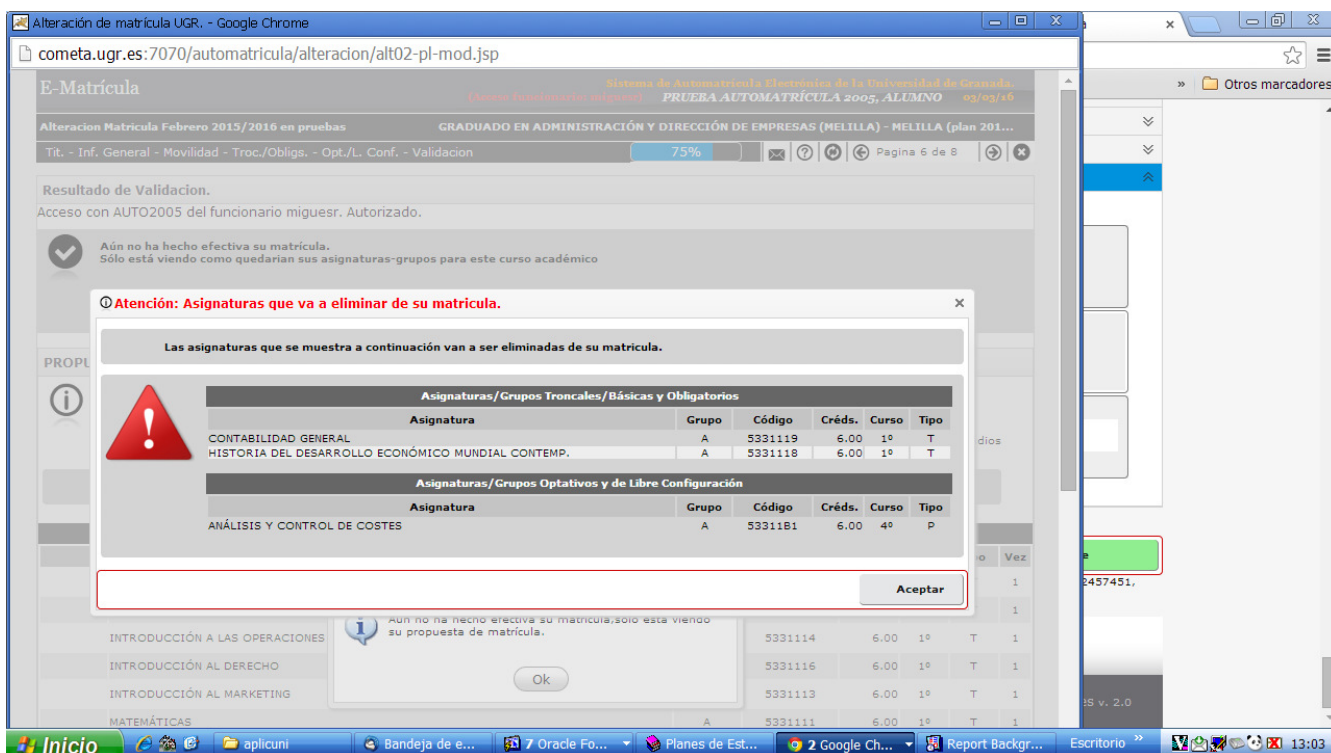 Alteración de matrícula UGR. - Google Chrome
cometa.ugr.es:7070/automatricula/alteracion/alt02-pl-mod.jsp
Otros marcadores
E-Matrícula
Sistema de Automatrícula Electrónica de la Universidad de Granada.
PRUEBA AUTOMATRÍCULA 2005, ALUMNO 03/03/16
Alteracion Matricula Febrero 2015/2016 en pruebas GRADUADO EN ADMINISTRACIÓN Y DIRECCIÓN DE EMPRESAS (MELILLA) - MELILLA (plan 201...
Tit. - Inf. General - Movilidad - Troc./Obligs. - Opt./L. Conf. - Validacion 75% Pagina 6 de 8
Resultado de Validacion.
Acceso con AUTO2005 del funcionario miguesr. Autorizado.
Aún no ha hecho efectiva su matrícula.
Sólo está viendo como quedarian sus asignaturas-grupos para este curso académico
Atención: Asignaturas que va a eliminar de su matricula.
Las asignaturas que se muestra a continuación van a ser eliminadas de su matricula.
PROPU
Asignaturas/Grupos Troncales/Básicas y Obligatorios
Asignatura Grupo Código Créds. Curso Tipo
CONTABILIDAD GENERAL A 5331119 6.00 1º T
HISTORIA DEL DESARROLLO ECONÓMICO MUNDIAL CONTEMP. A 5331118 6.00 1º T
dios
Asignaturas/Grupos Optativos y de Libre Configuración
Asignatura Grupo Código Créds. Curso Tipo
ANÁLISIS Y CONTROL DE COSTES A 53311B1 6.00 4º P
o Vez
1
2457451,
Aceptar
1
Aún no ha hecho efectiva su matrícula,sólo está viendo
su propuesta de matrícula.
INTRODUCCIÓN A LAS OPERACIONES 5331114 6.00 1º T 1
INTRODUCCIÓN AL DERECHO 5331116 6.00 1º T 1
Ok
INTRODUCCIÓN AL MARKETING 5331113 6.00 1º T 1
ES v. 2.0
MATEMÁTICAS A 5331111 6.00 1º T 1
Inicio aplicuni Bandeja de e... 7 Oracle Fo... Planes de Est... 2 Google Ch... Report Backgr... Escritorio 13:03